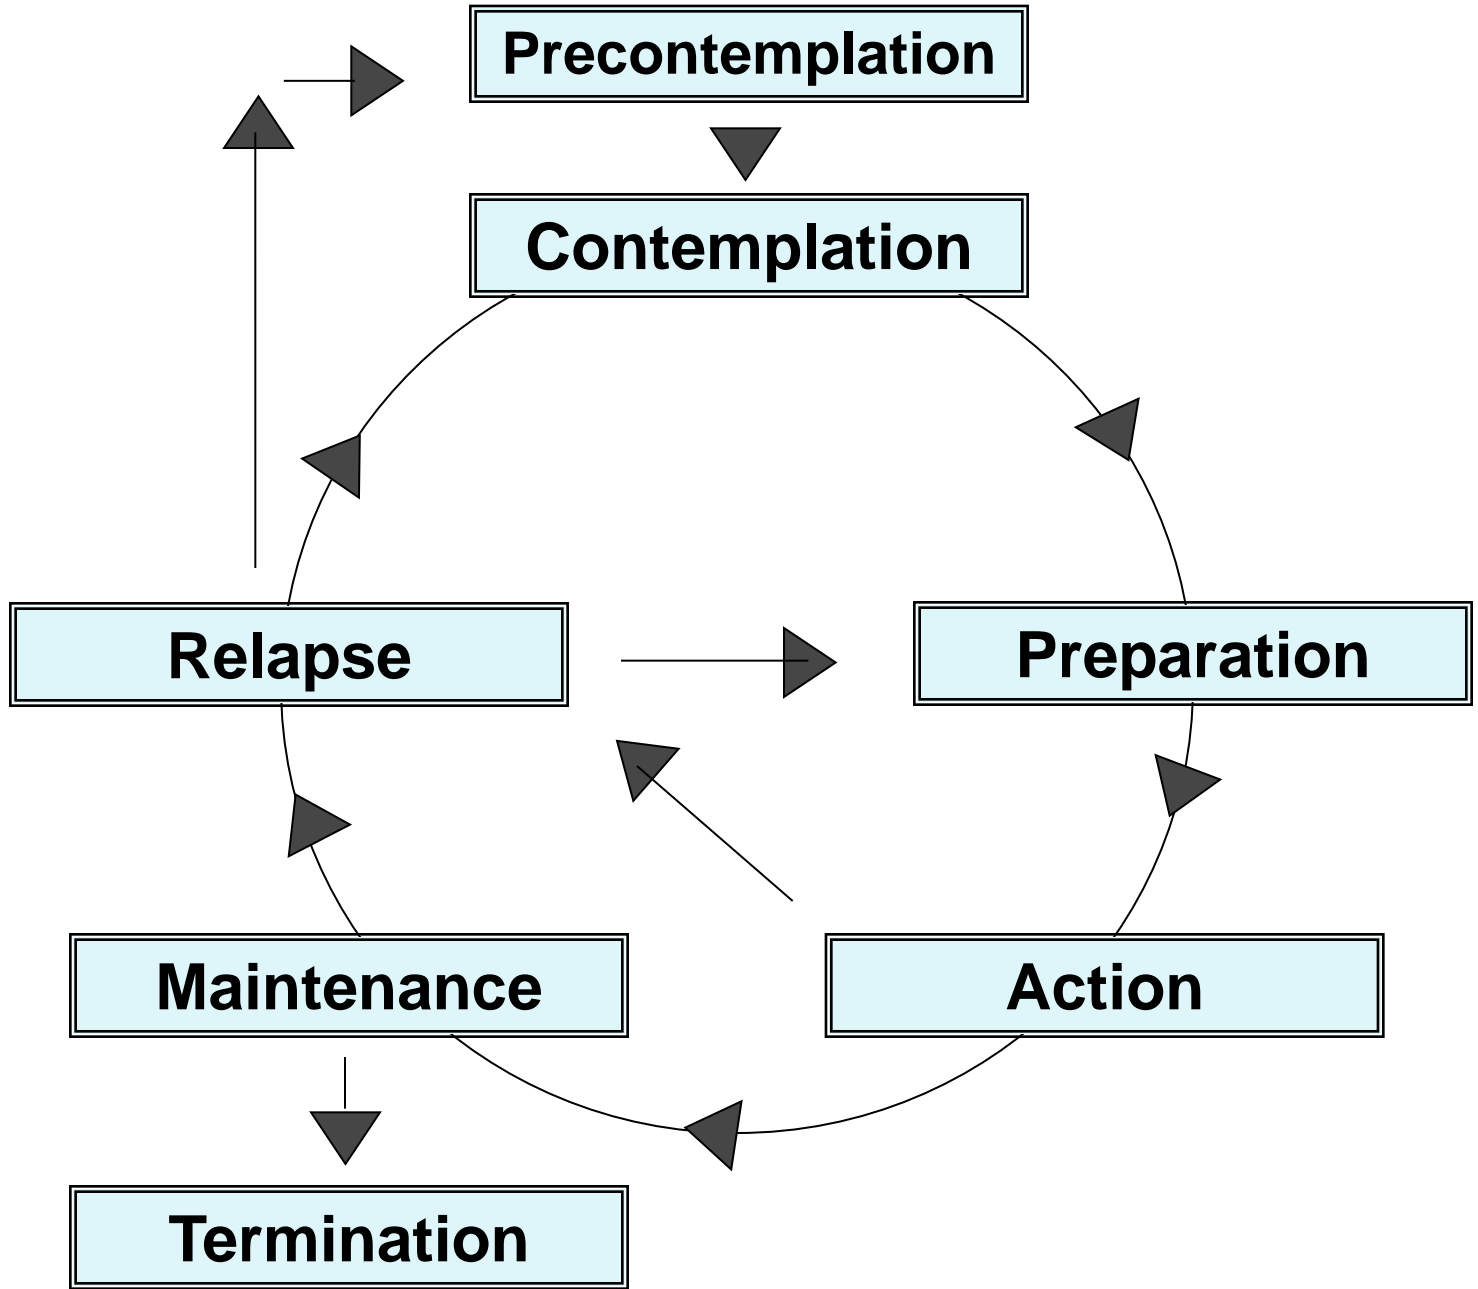 Precontemplation
Contemplation
Relapse
Preparation
Maintenance
Action
Termination